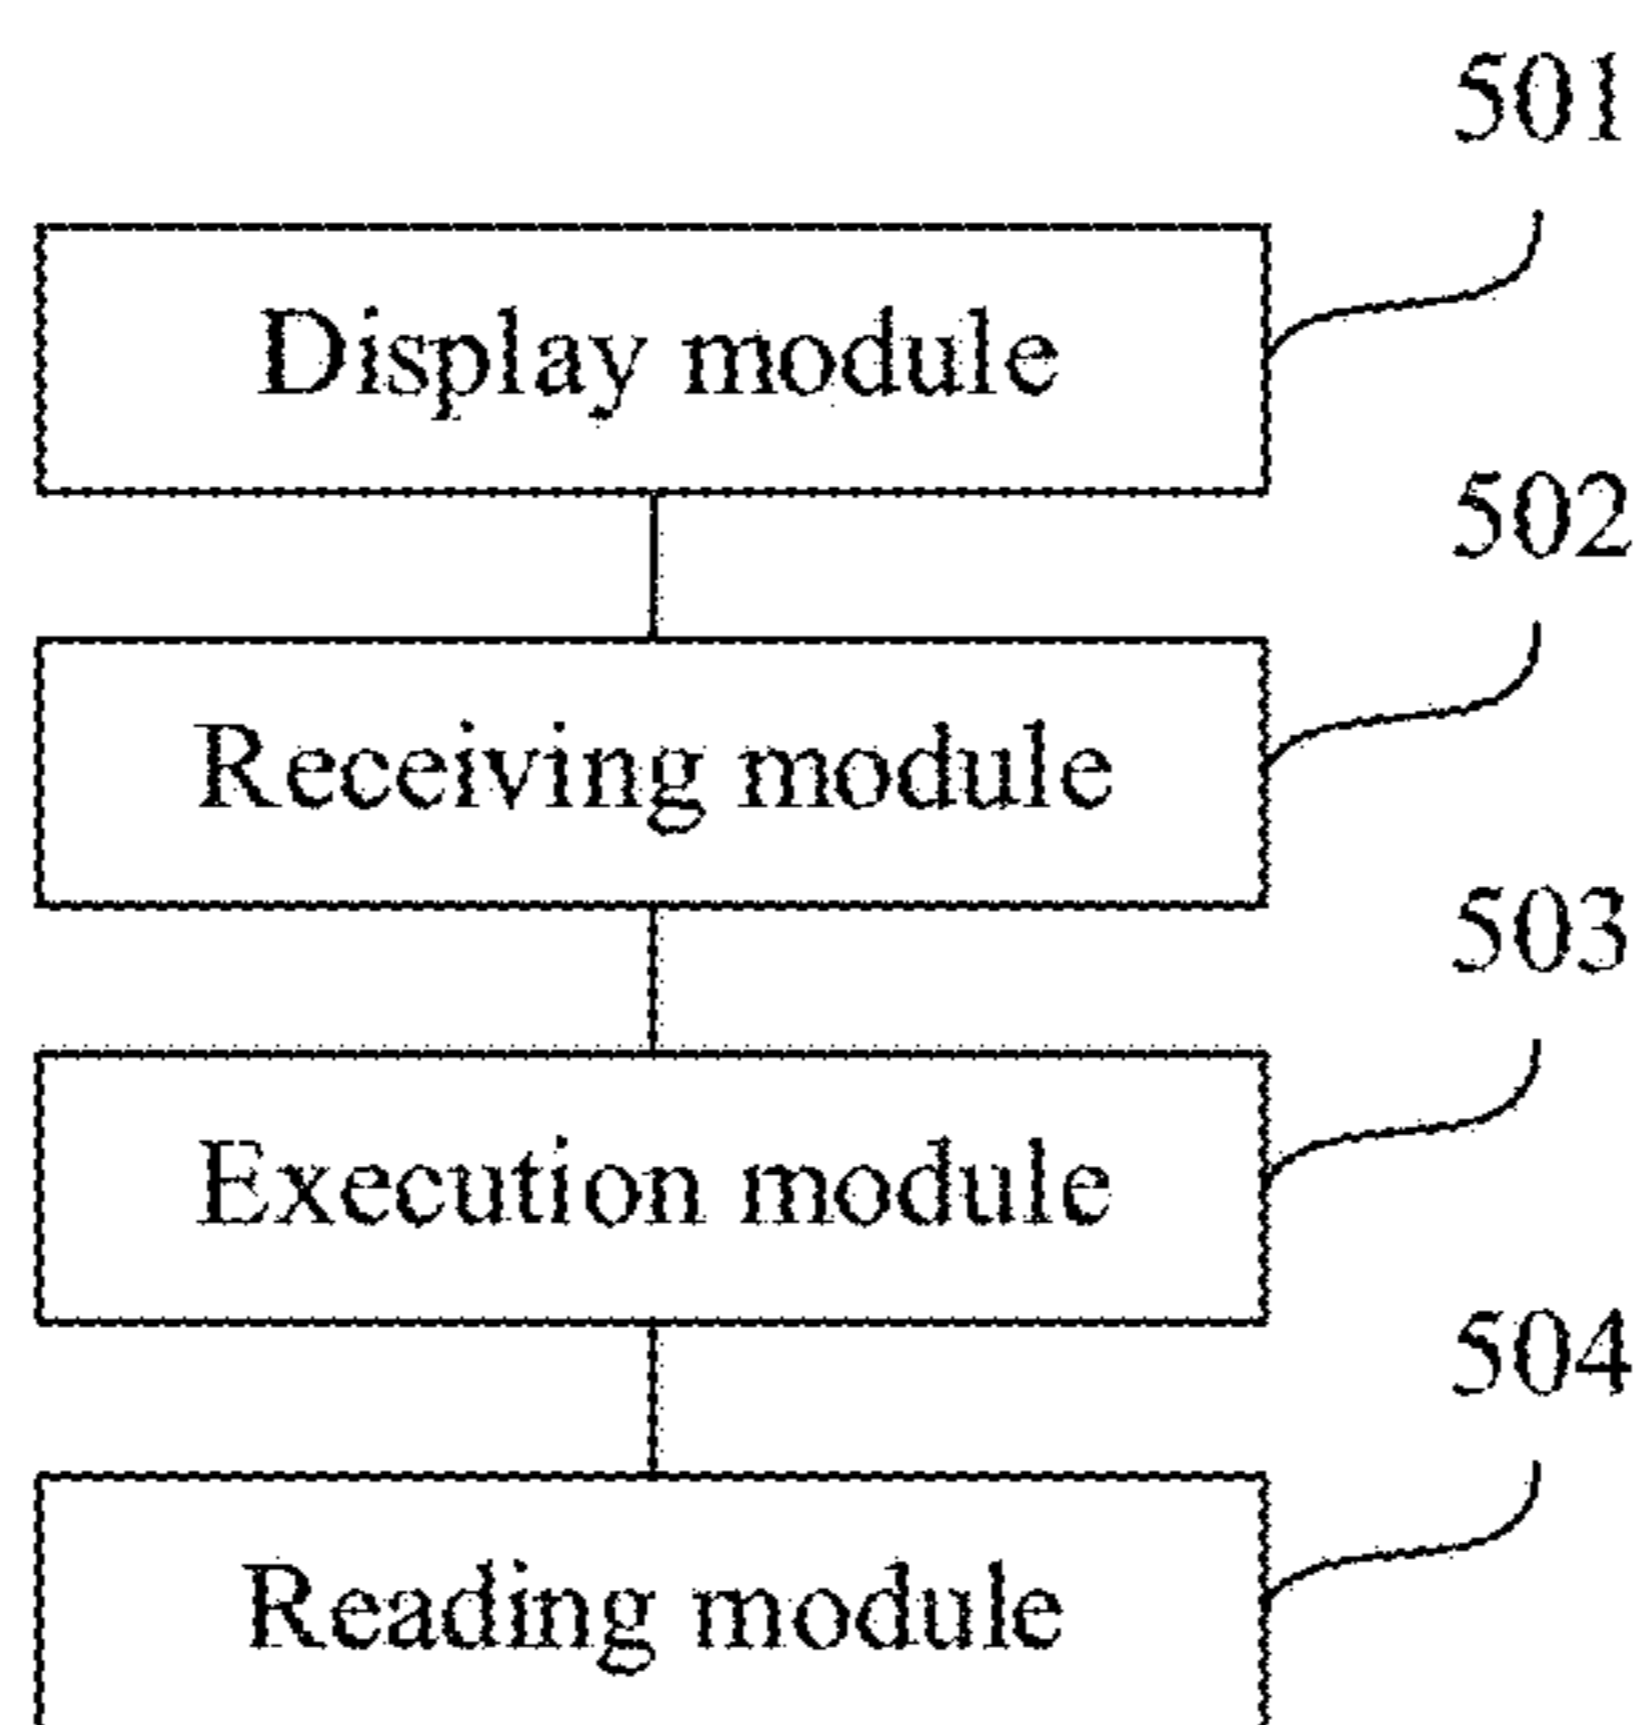 501
Display module
502
Receiving module
503
Execution module
504
Reading module